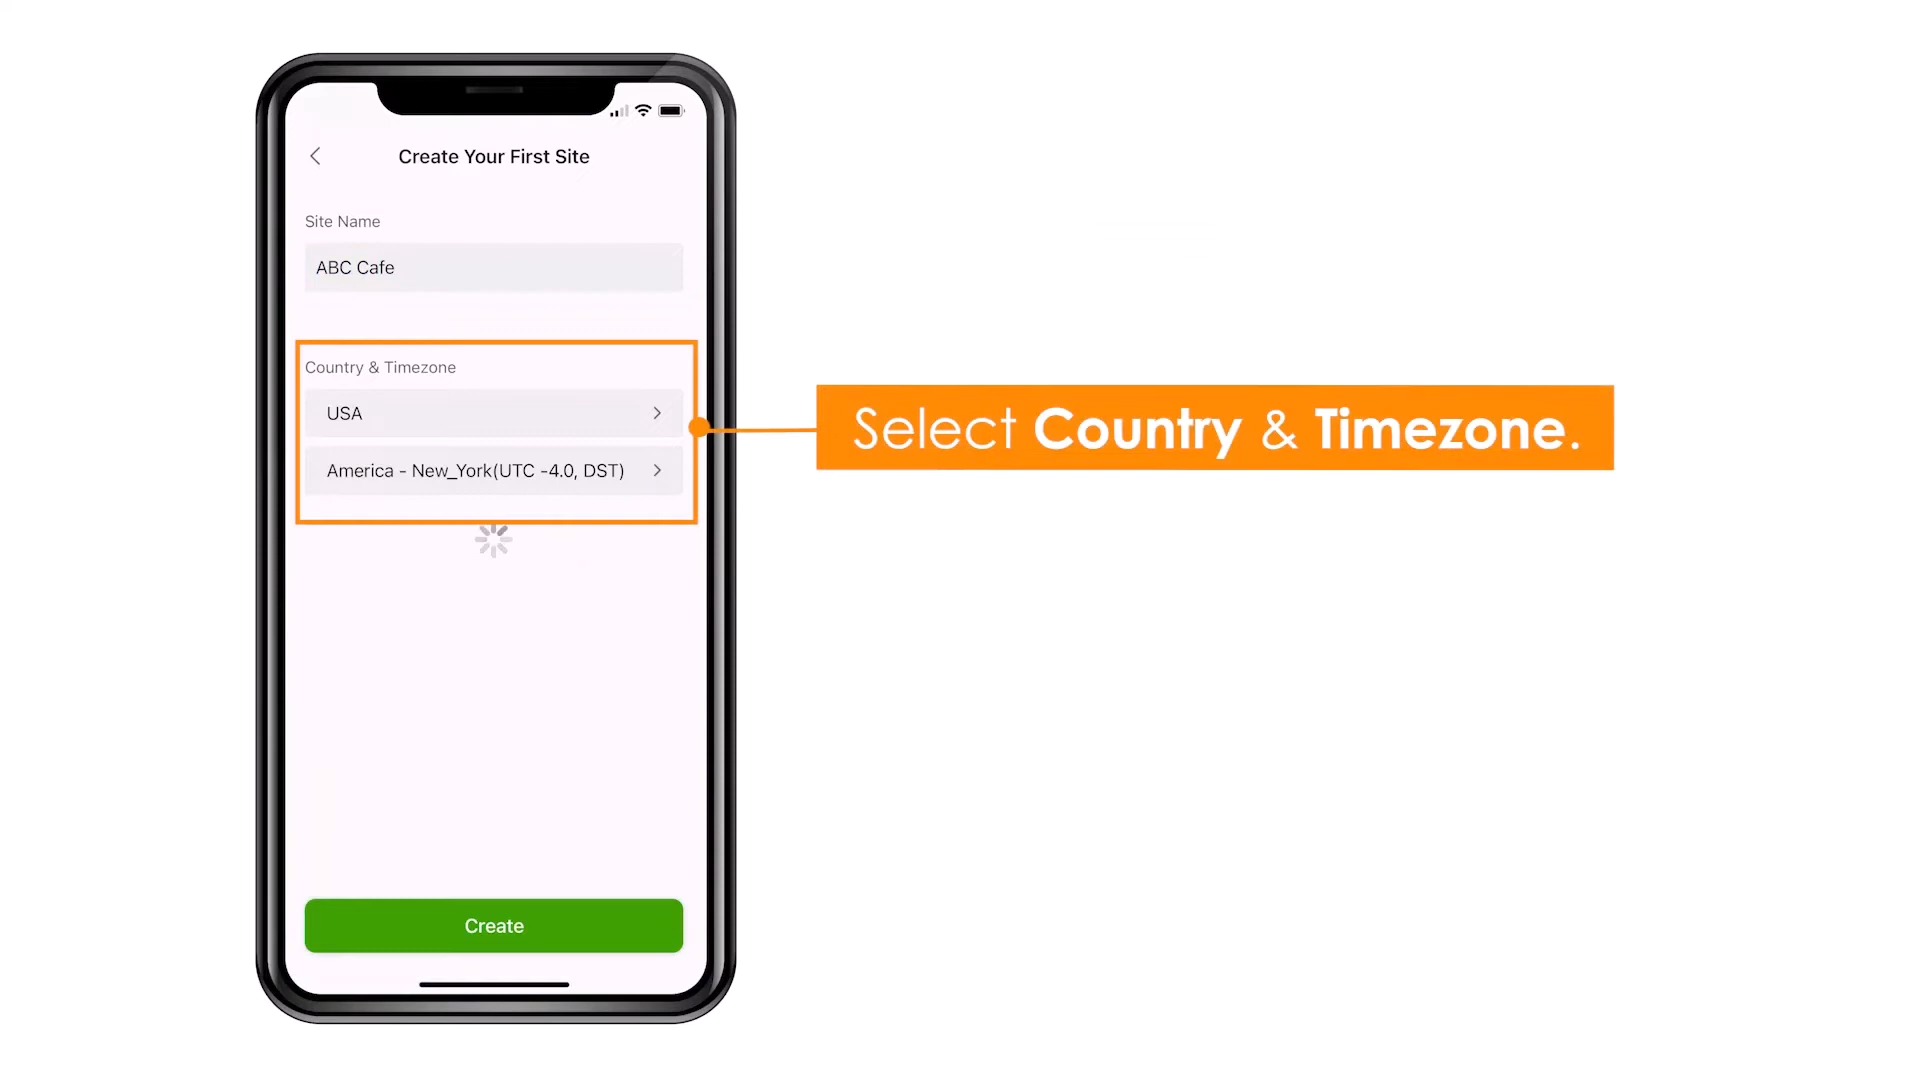 Create Your First Site
Site Name
ABC Cafe
Country & Timezone
USA
America - New_York(UTC -4.0, DST)
Select Country & Timezone.
Create